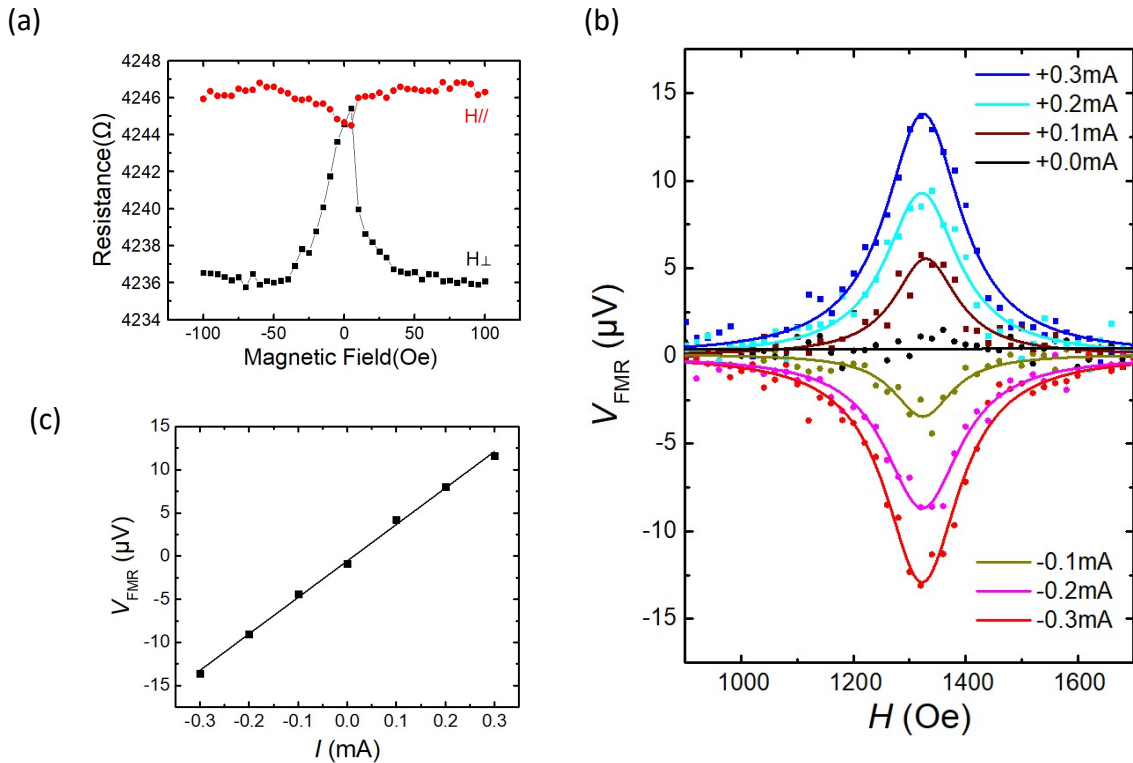 (a)
Resistance(Ω)
4248
4246
4244
4242
4240
4238
4236
4234
H//
H⊥
-100
-50
0
50
100
Magnetic Field(Oe)
(b)
V_FMR (µV)
15
10
5
0
-5
-10
-15
+0.3mA
+0.2mA
+0.1mA
+0.0mA
-0.1mA
-0.2mA
-0.3mA
1000
1200
1400
1600
H (Oe)
(c)
V_FMR (µV)
15
10
5
0
-5
-10
-15
-0.3
-0.2
-0.1
0.0
0.1
0.2
0.3
I (mA)